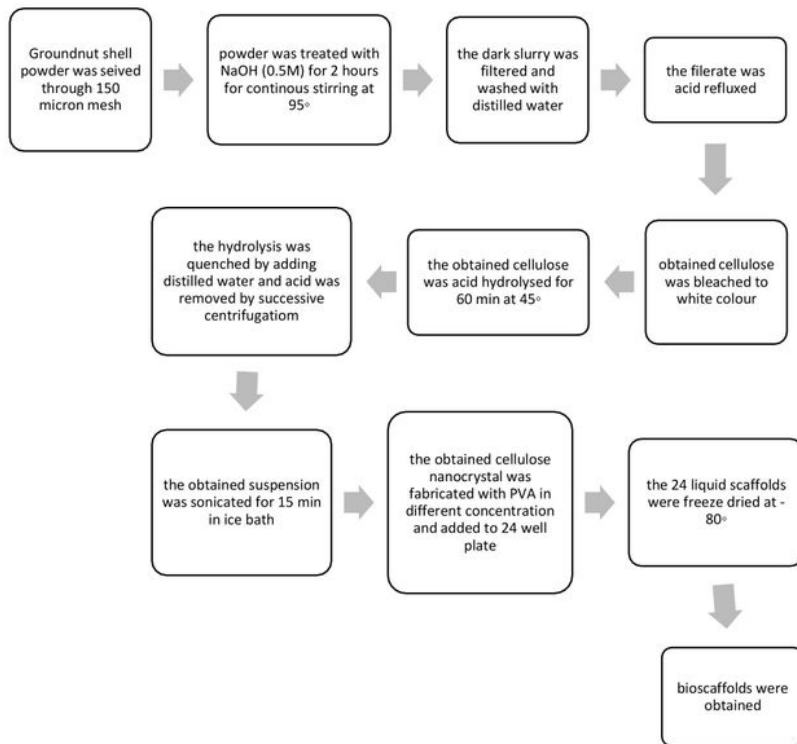 Groundnut shell
powder was seived
through 150
micron mesh
powder was treated with
NaOH (0.5M) for 2 hours
for continous stirring at
95◦
the dark slurry was
filtered and
washed with
distilled water
the filerate was
acid refluxed
obtained cellulose
was bleached to
white colour
the obtained cellulose
was acid hydrolysed for
60 min at 45◦
the hydrolysis was
quenched by adding
distilled water and acid was
removed by successive
centrifugatiom
the obtained suspension
was sonicated for 15 min
in ice bath
the obtained cellulose
nanocrystal was
fabricated with PVA in
different concentration
and added to 24 well
plate
the 24 liquid scaffolds
were freeze dried at -
80◦
bioscaffolds were
obtained